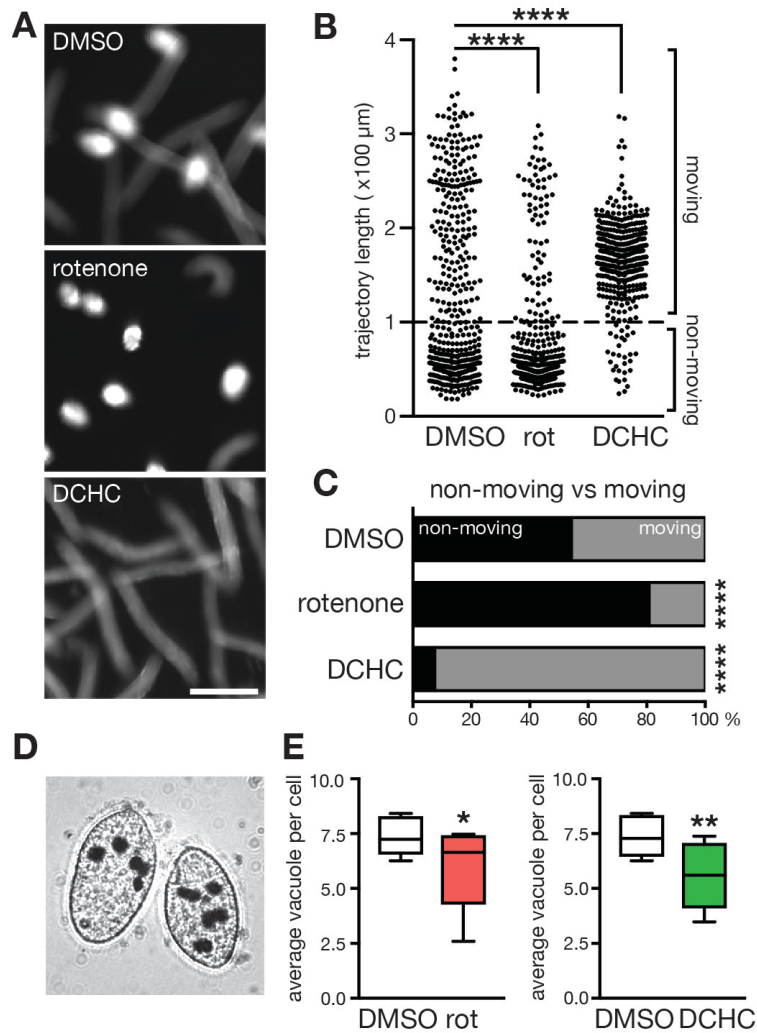 A
DMSO
rotenone
DCHC
B
****
****
4
3
2
1
0
trajectory length ( x100 µm)
moving
non-moving
DMSO rot DCHC
C
non-moving vs moving
DMSO
non-moving moving
rotenone
****
DCHC
****
0 20 40 60 80 100 %
D
E
average vacuole per cell
10.0
7.5
5.0
2.5
0.0
*
DMSO rot
average vacuole per cell
10.0
7.5
5.0
2.5
0.0
**
DMSO DCHC